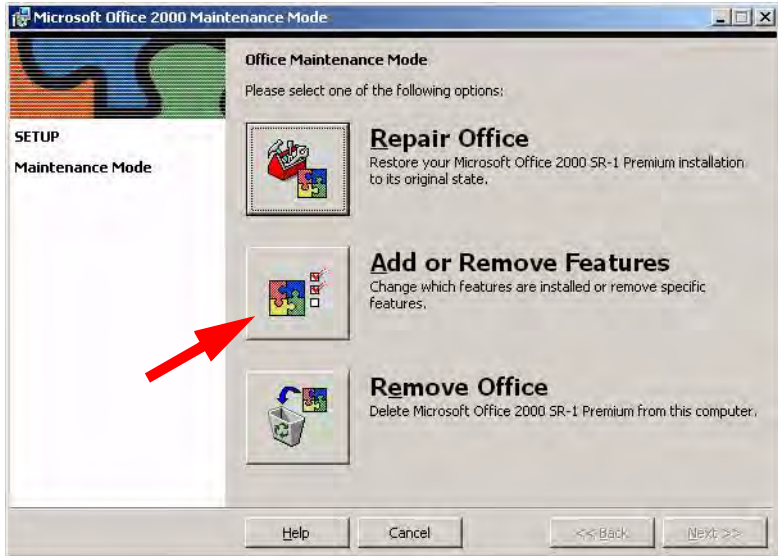 Microsoft Office 2000 Maintenance Mode
Office Maintenance Mode
Please select one of the following options:
SETUP
Maintenance Mode
Repair Office
Restore your Microsoft Office 2000 SR-1 Premium installation
to its original state.
Add or Remove Features
Change which features are installed or remove specific
features.
Remove Office
Delete Microsoft Office 2000 SR-1 Premium from this computer.
Help
Cancel
<< Back
Next >>